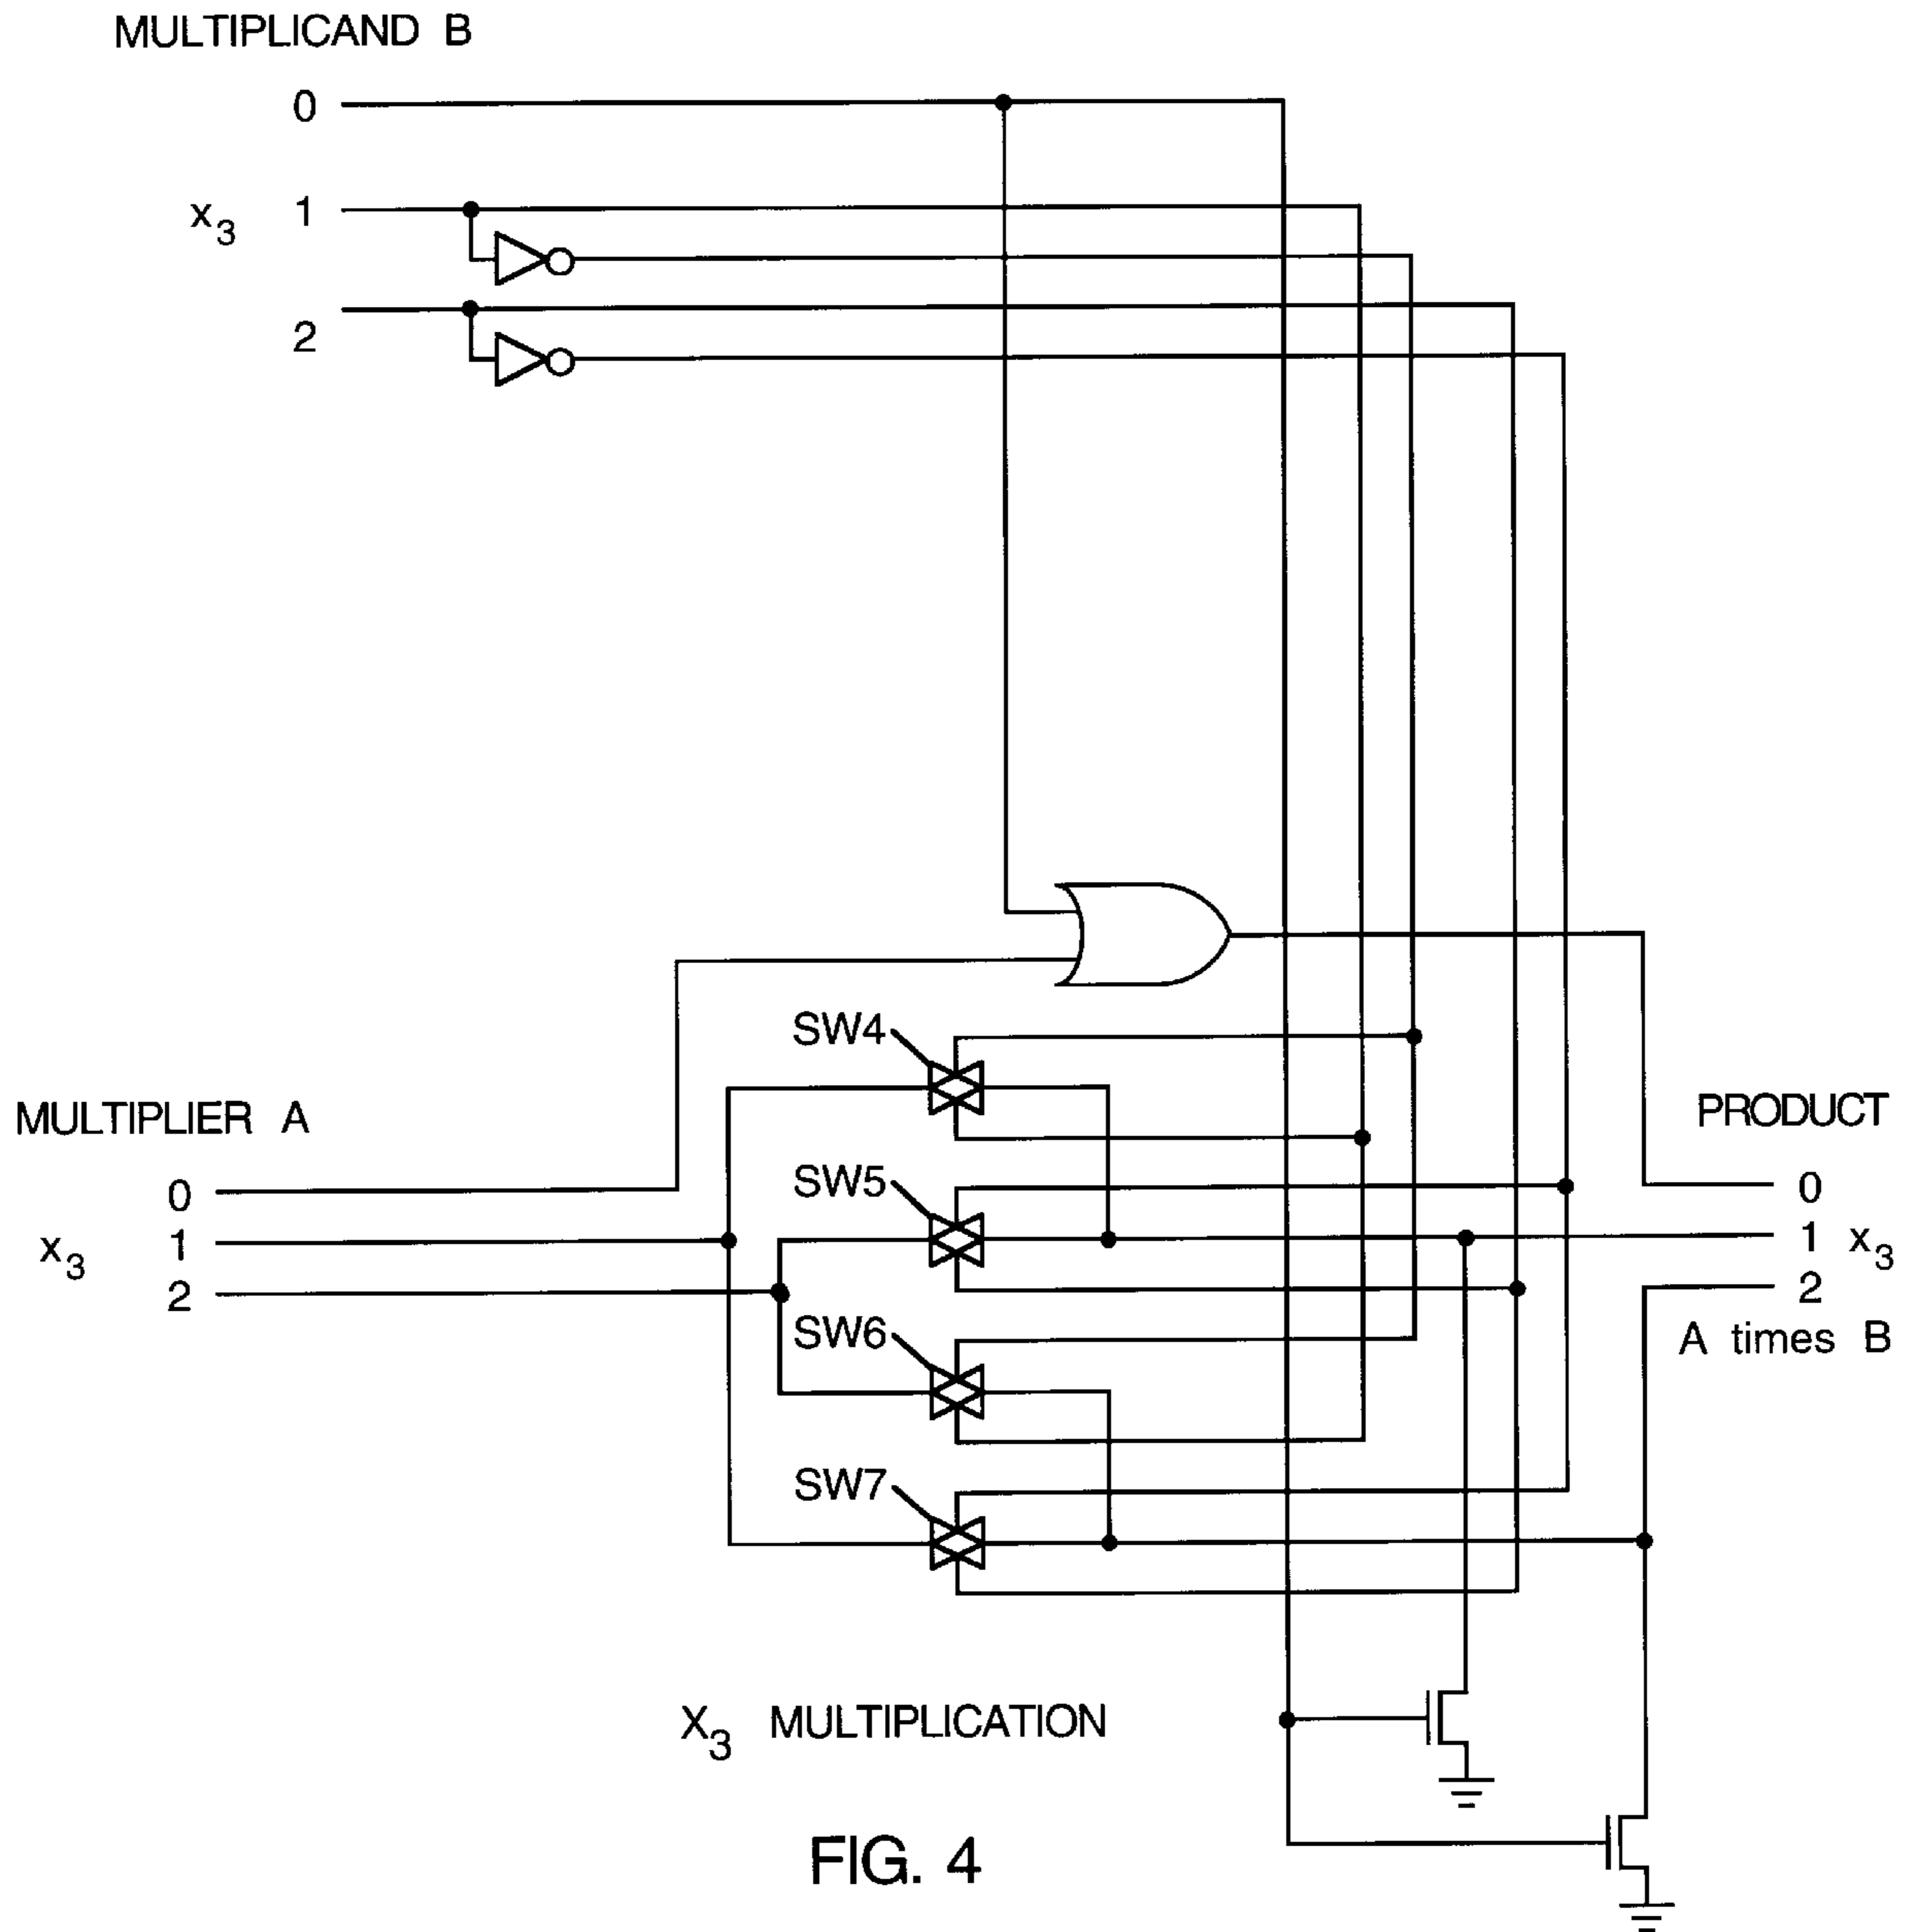 MULTIPLICAND B
0
x3 1
2
SW4
MULTIPLIER A
PRODUCT
SW5
0
0
x3 1
1 x3
2
2
SW6
A times B
SW7
X3 MULTIPLICATION
FIG. 4